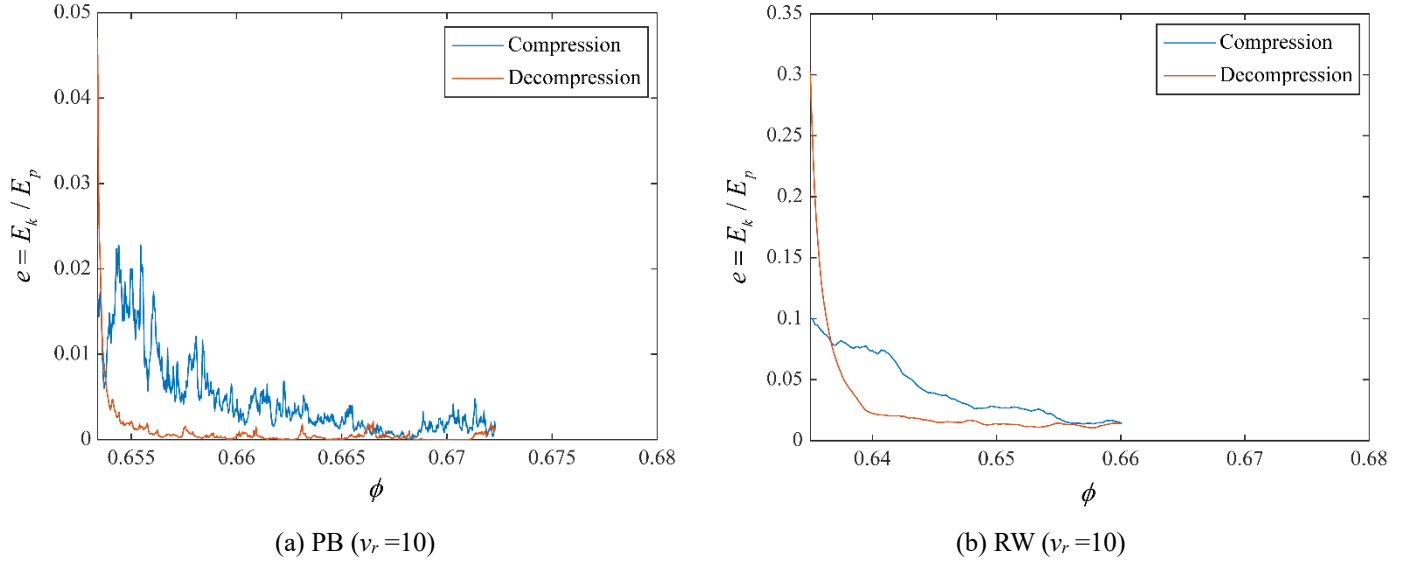 0.05
0.04
0.03
0.02
0.01
0
e = E_k / E_p
Compression
Decompression
0.655
0.66
0.665
0.67
0.675
0.68
ϕ
(a) PB (v_r =10)
0.35
0.3
0.25
0.2
0.15
0.1
0.05
0
e = E_k / E_p
Compression
Decompression
0.64
0.65
0.66
0.67
0.68
ϕ
(b) RW (v_r =10)